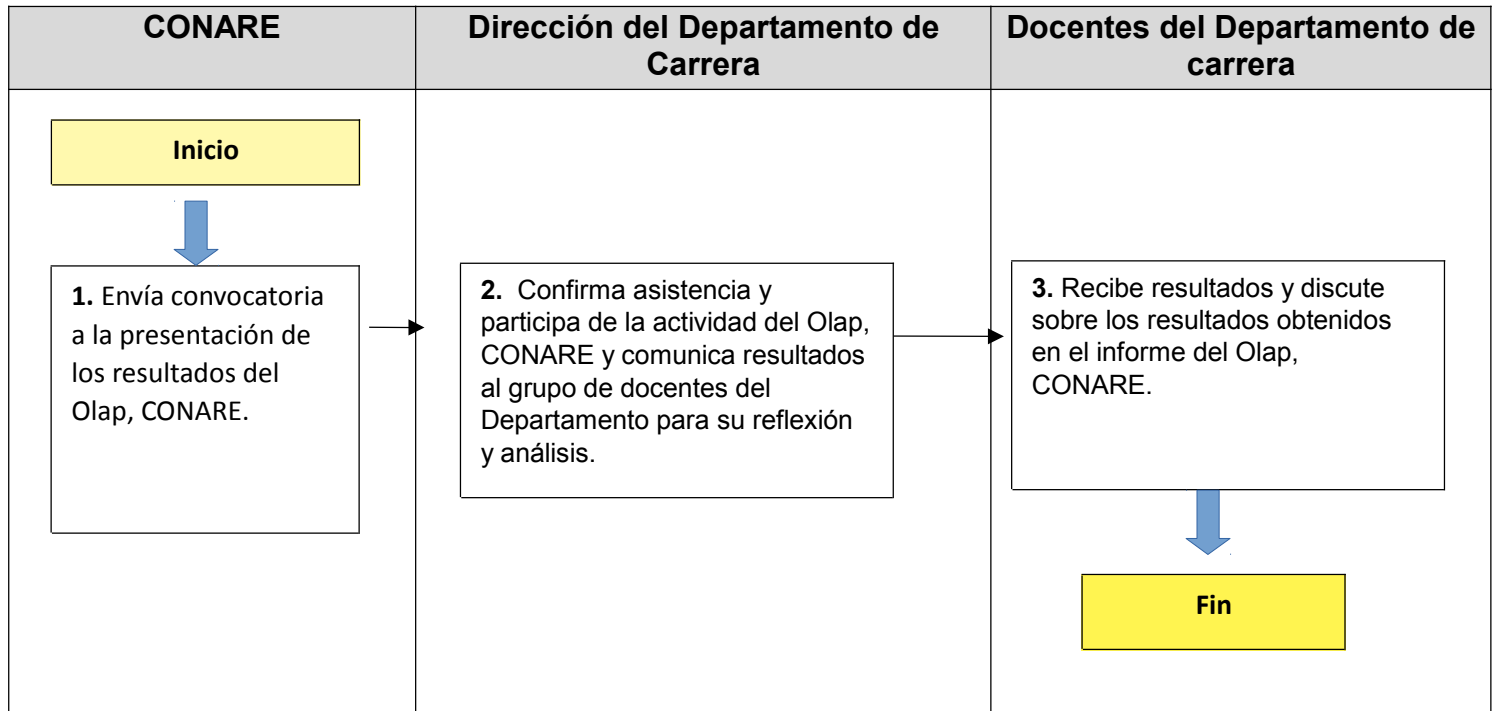 CONARE
Dirección del Departamento de
Carrera
Docentes del Departamento de
carrera
Inicio
1. Envía convocatoria
a la presentación de
los resultados del
Olap, CONARE.
2. Confirma asistencia y
participa de la actividad del Olap,
CONARE y comunica resultados
al grupo de docentes del
Departamento para su reflexión
y análisis.
3. Recibe resultados y discute
sobre los resultados obtenidos
en el informe del Olap,
CONARE.
Fin